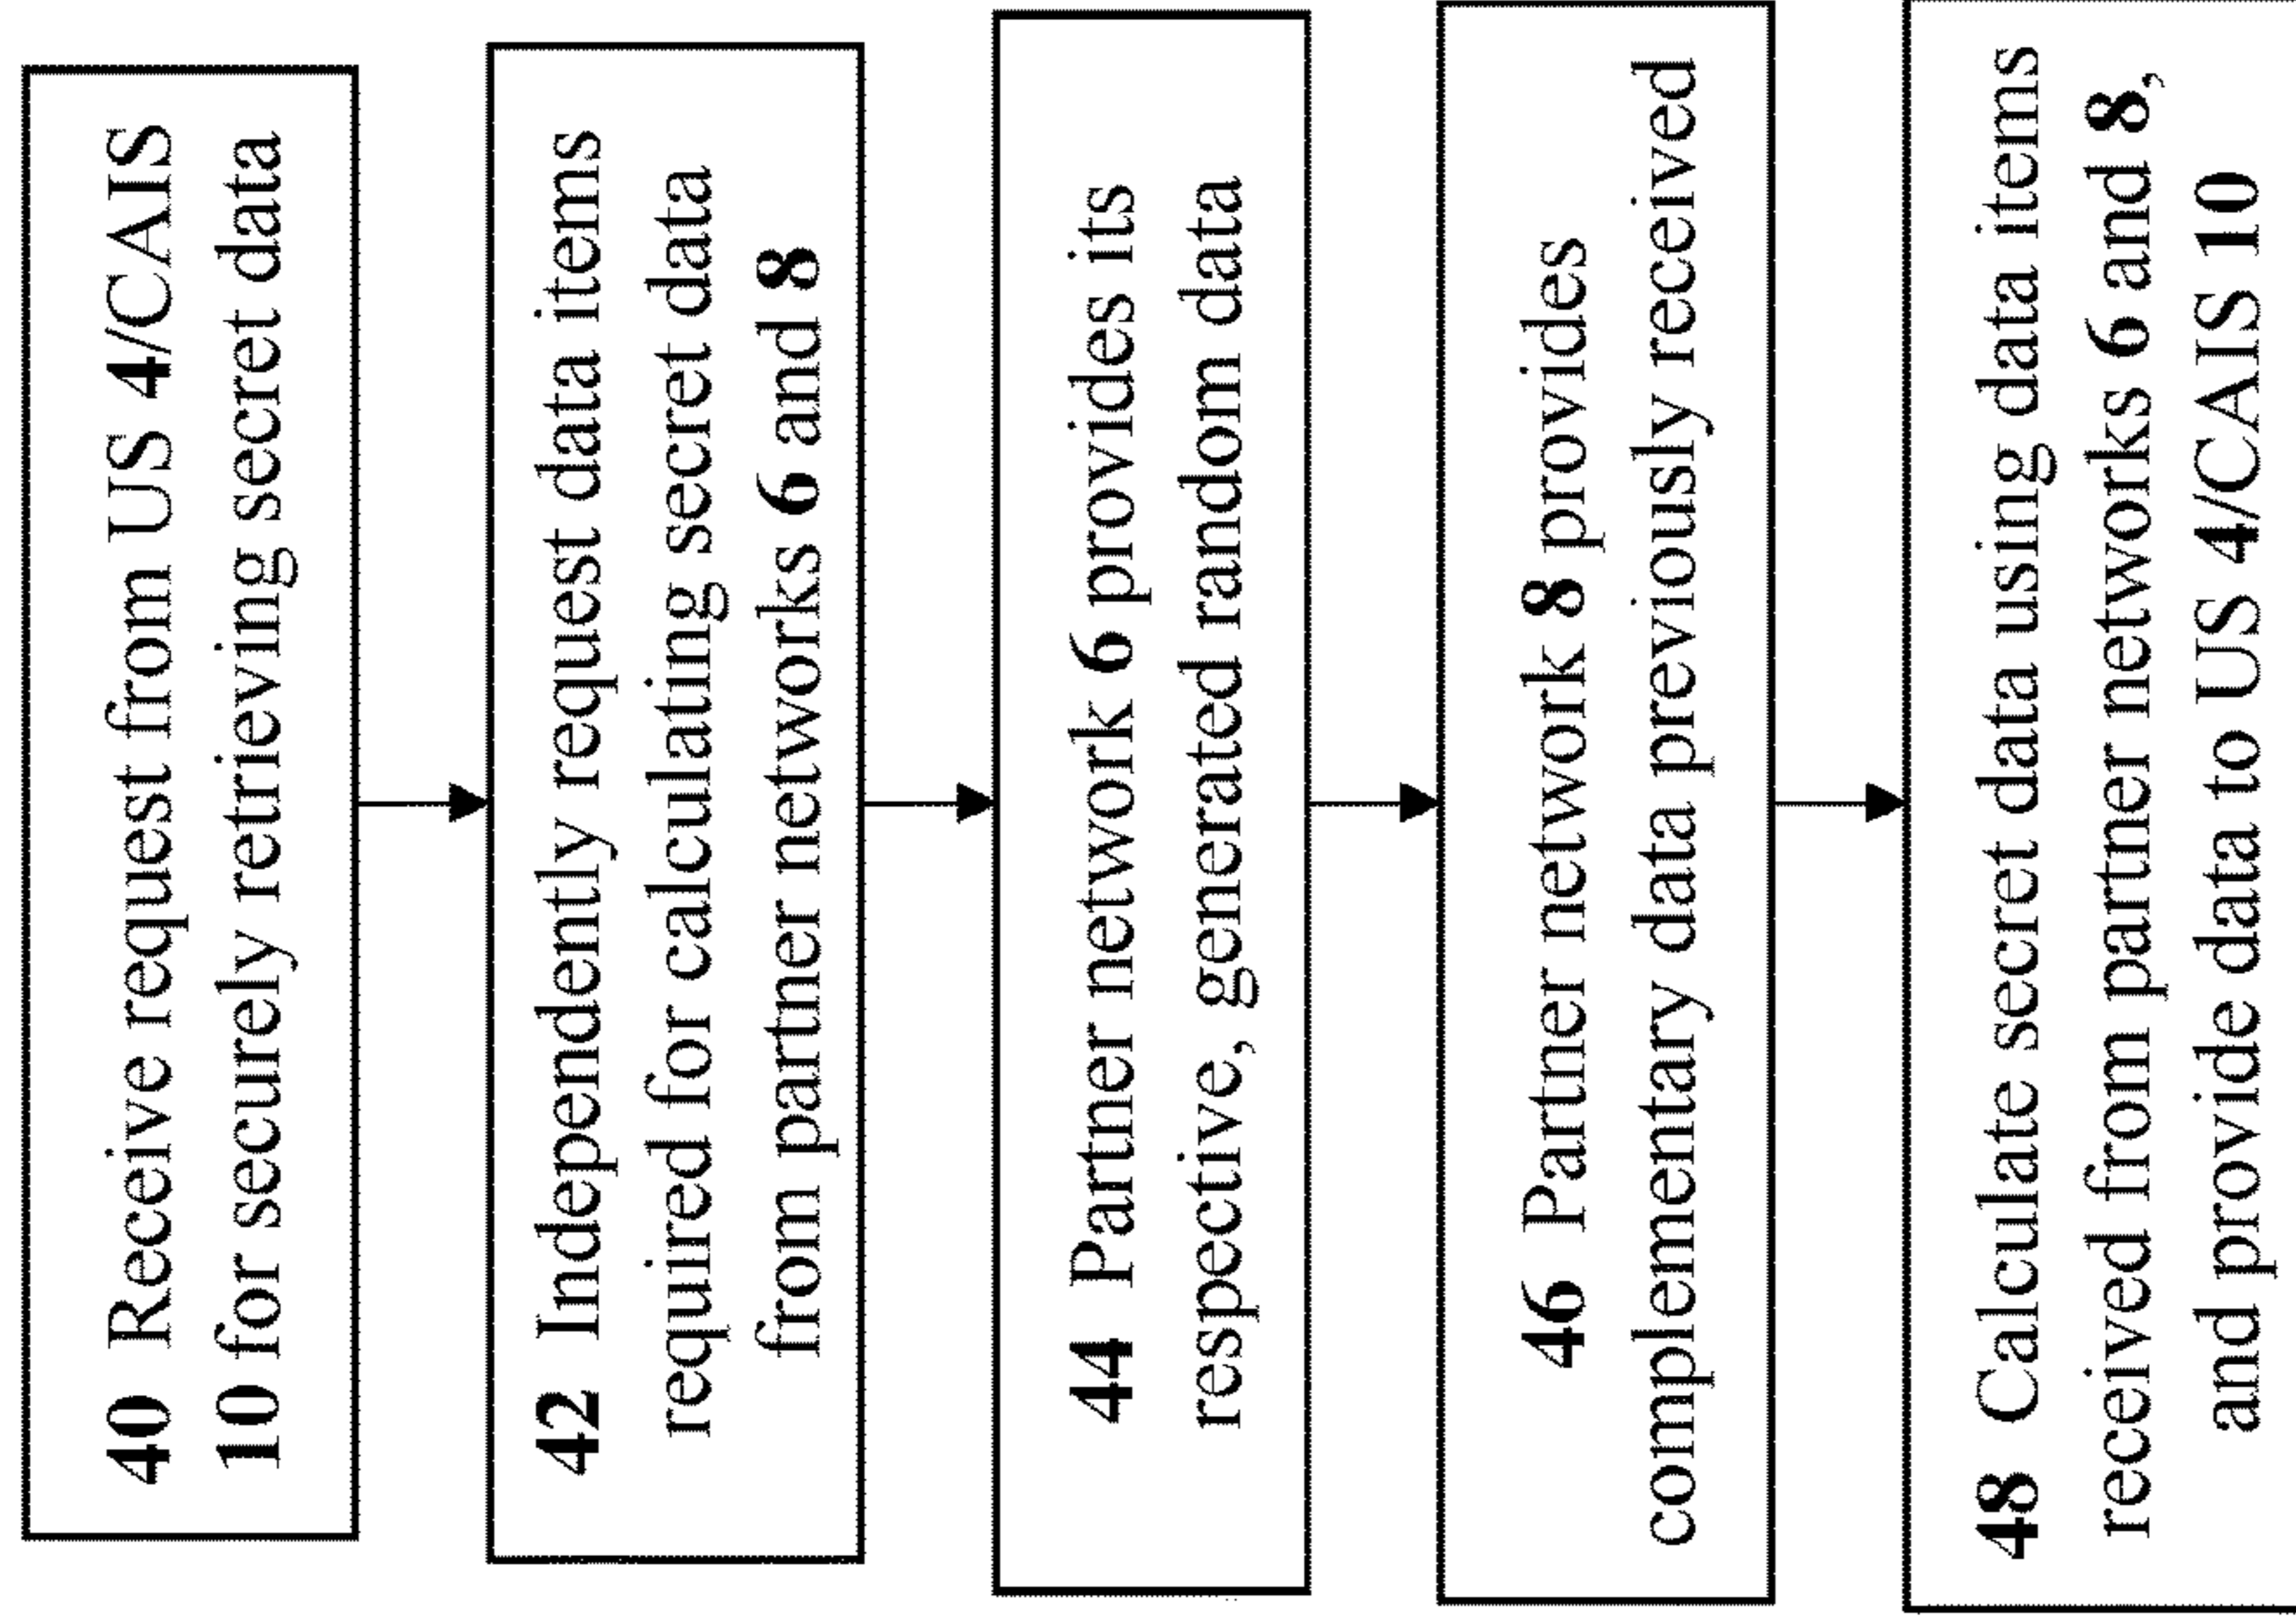 40 Receive request from US 4/CAIS
10 for securely retrieving secret data
42 Independently request data items
required for calculating secret data
from partner networks 6 and 8
44 Partner network 6 provides its
respective, generated random data
46 Partner network 8 provides
complementary data previously received
48 Calculate secret data using data items
received from partner networks 6 and 8,
and provide data to US 4/CAIS 10